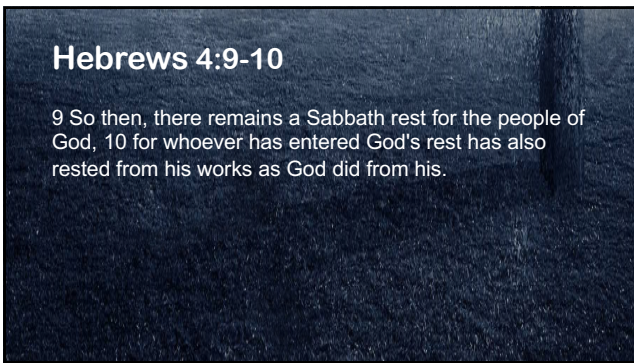 Hebrews 4:9-10
9 So then, there remains a Sabbath rest for the people of
God, 10 for whoever has entered God's rest has also
rested from his works as God did from his.